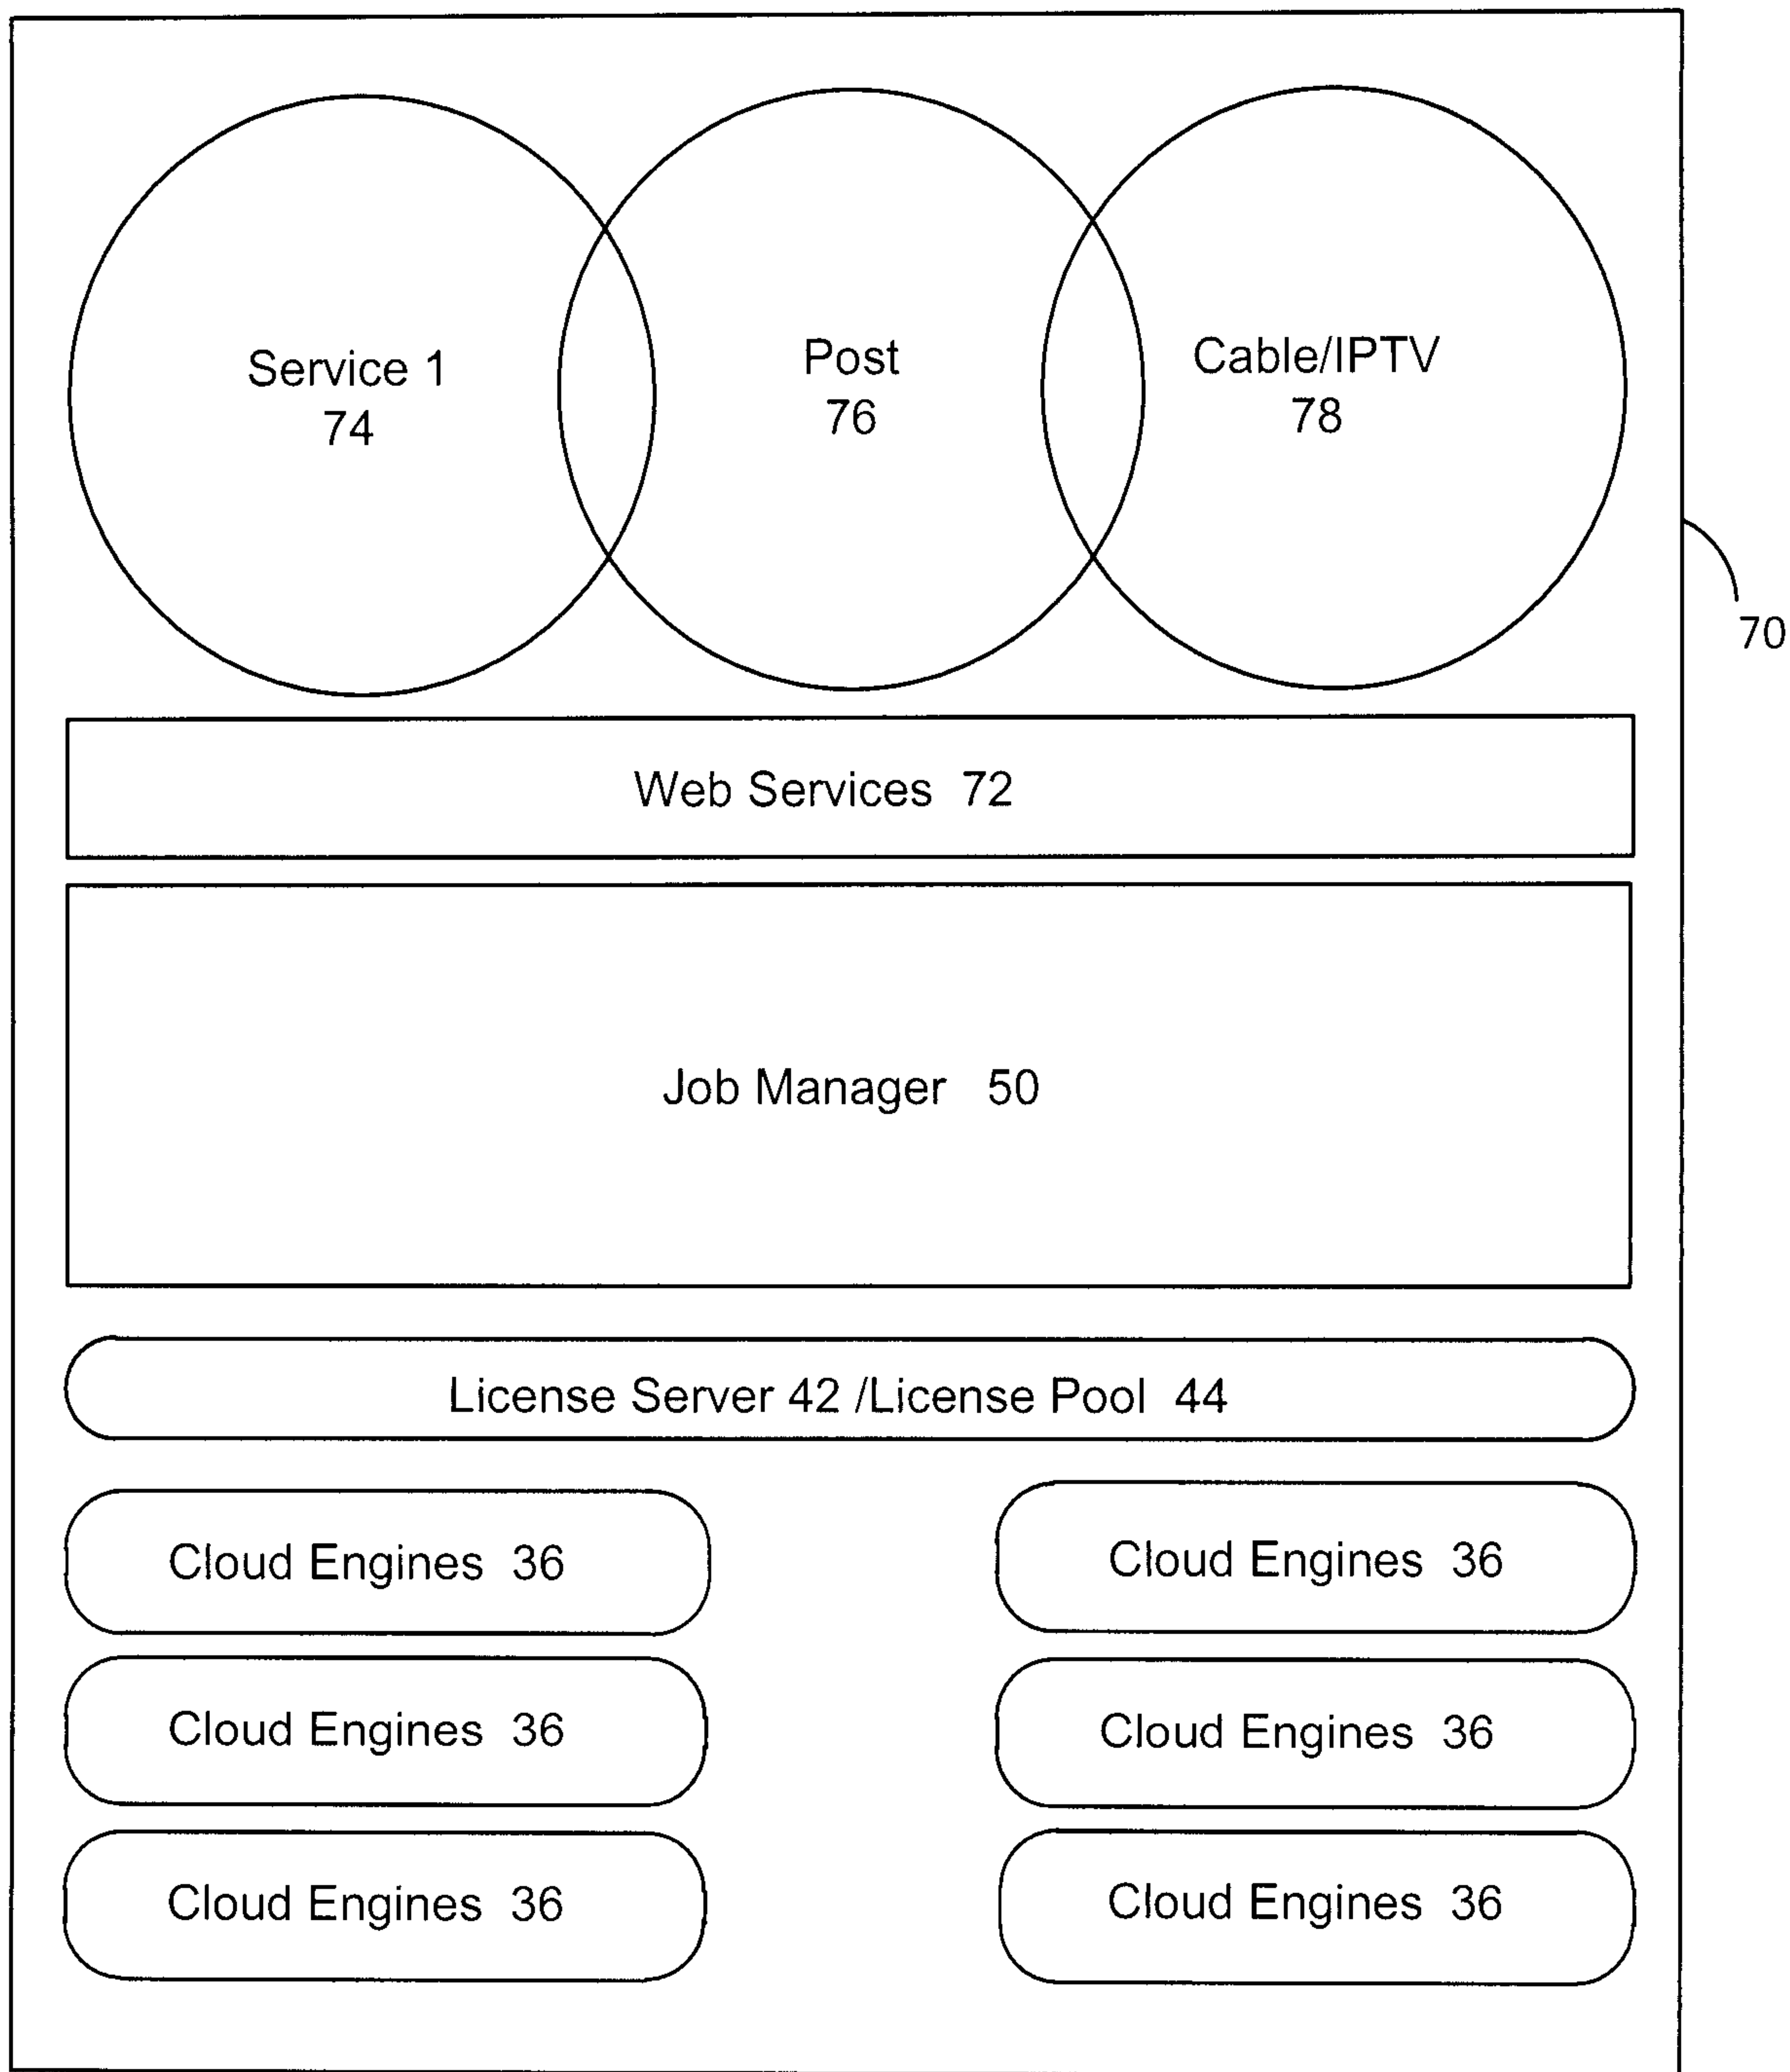 Service 1
74
Post
76
Cable/IPTV
78
70
Web Services 72
Job Manager 50
License Server 42 /License Pool 44
Cloud Engines 36
Cloud Engines 36
Cloud Engines 36
Cloud Engines 36
Cloud Engines 36
Cloud Engines 36